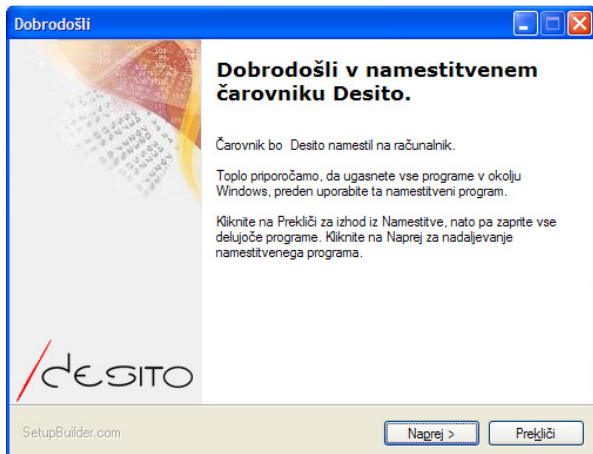 Dobrodošli
Dobrodošli v namestitvenem
čarovniku Desito.
Čarovnik bo Desito namestil na računalnik.
Toplo priporočamo, da ugasnete vse programe v okolju
Windows, preden uporabite ta namestitveni program.
Kliknite na Prekliči za izhod iz Namestitve, nato pa zaprite vse
delujoče programe. Kliknite na Naprej za nadaljevanje
namestitvenega programa.
desito
SetupBuilder.com
Naprej >
Prekliči